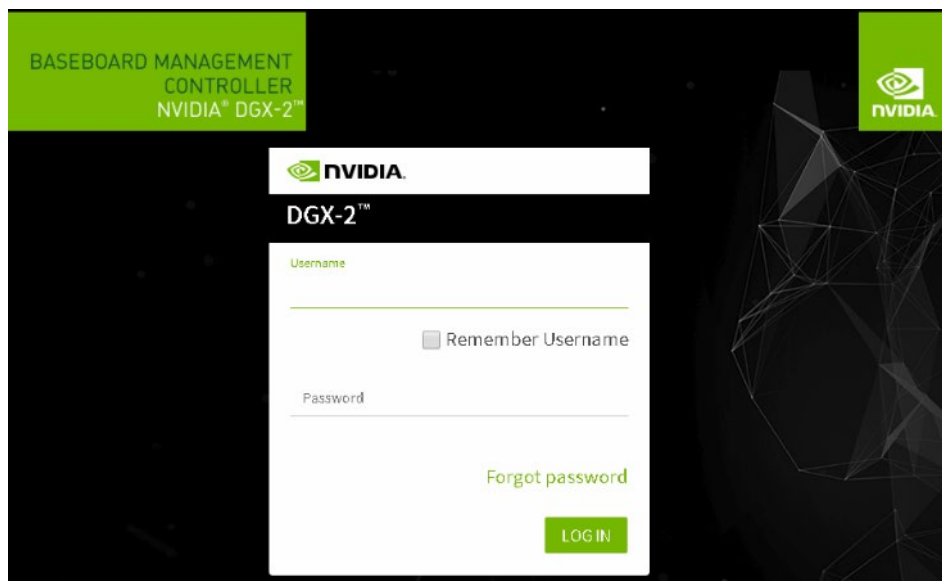 BASEBOARD MANAGEMENT
CONTROLLER
NVIDIA® DGX-2™
NVIDIA.
NVIDIA.
DGX-2™
Username
Remember Username
Password
Forgot password
LOG IN